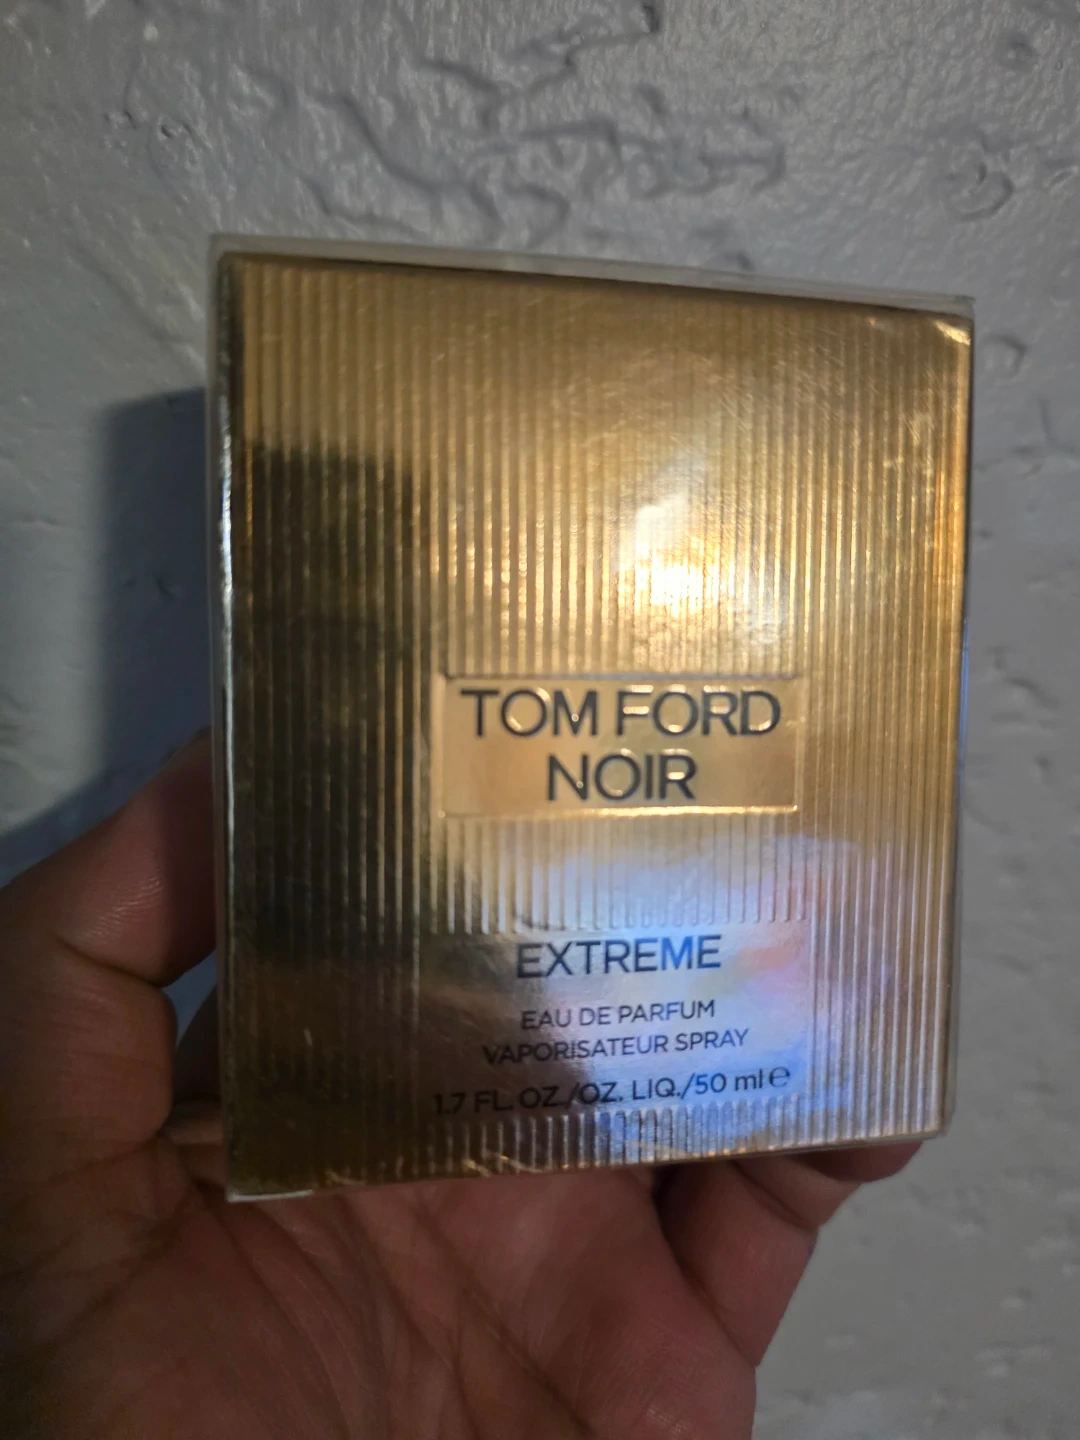 TOM FORD
NOIR
EXTREME
EAU DE PARFUM
VAPORISATEUR SPRAY
1.7 FL. OZ./OZ. LIQ./50 ml ℮